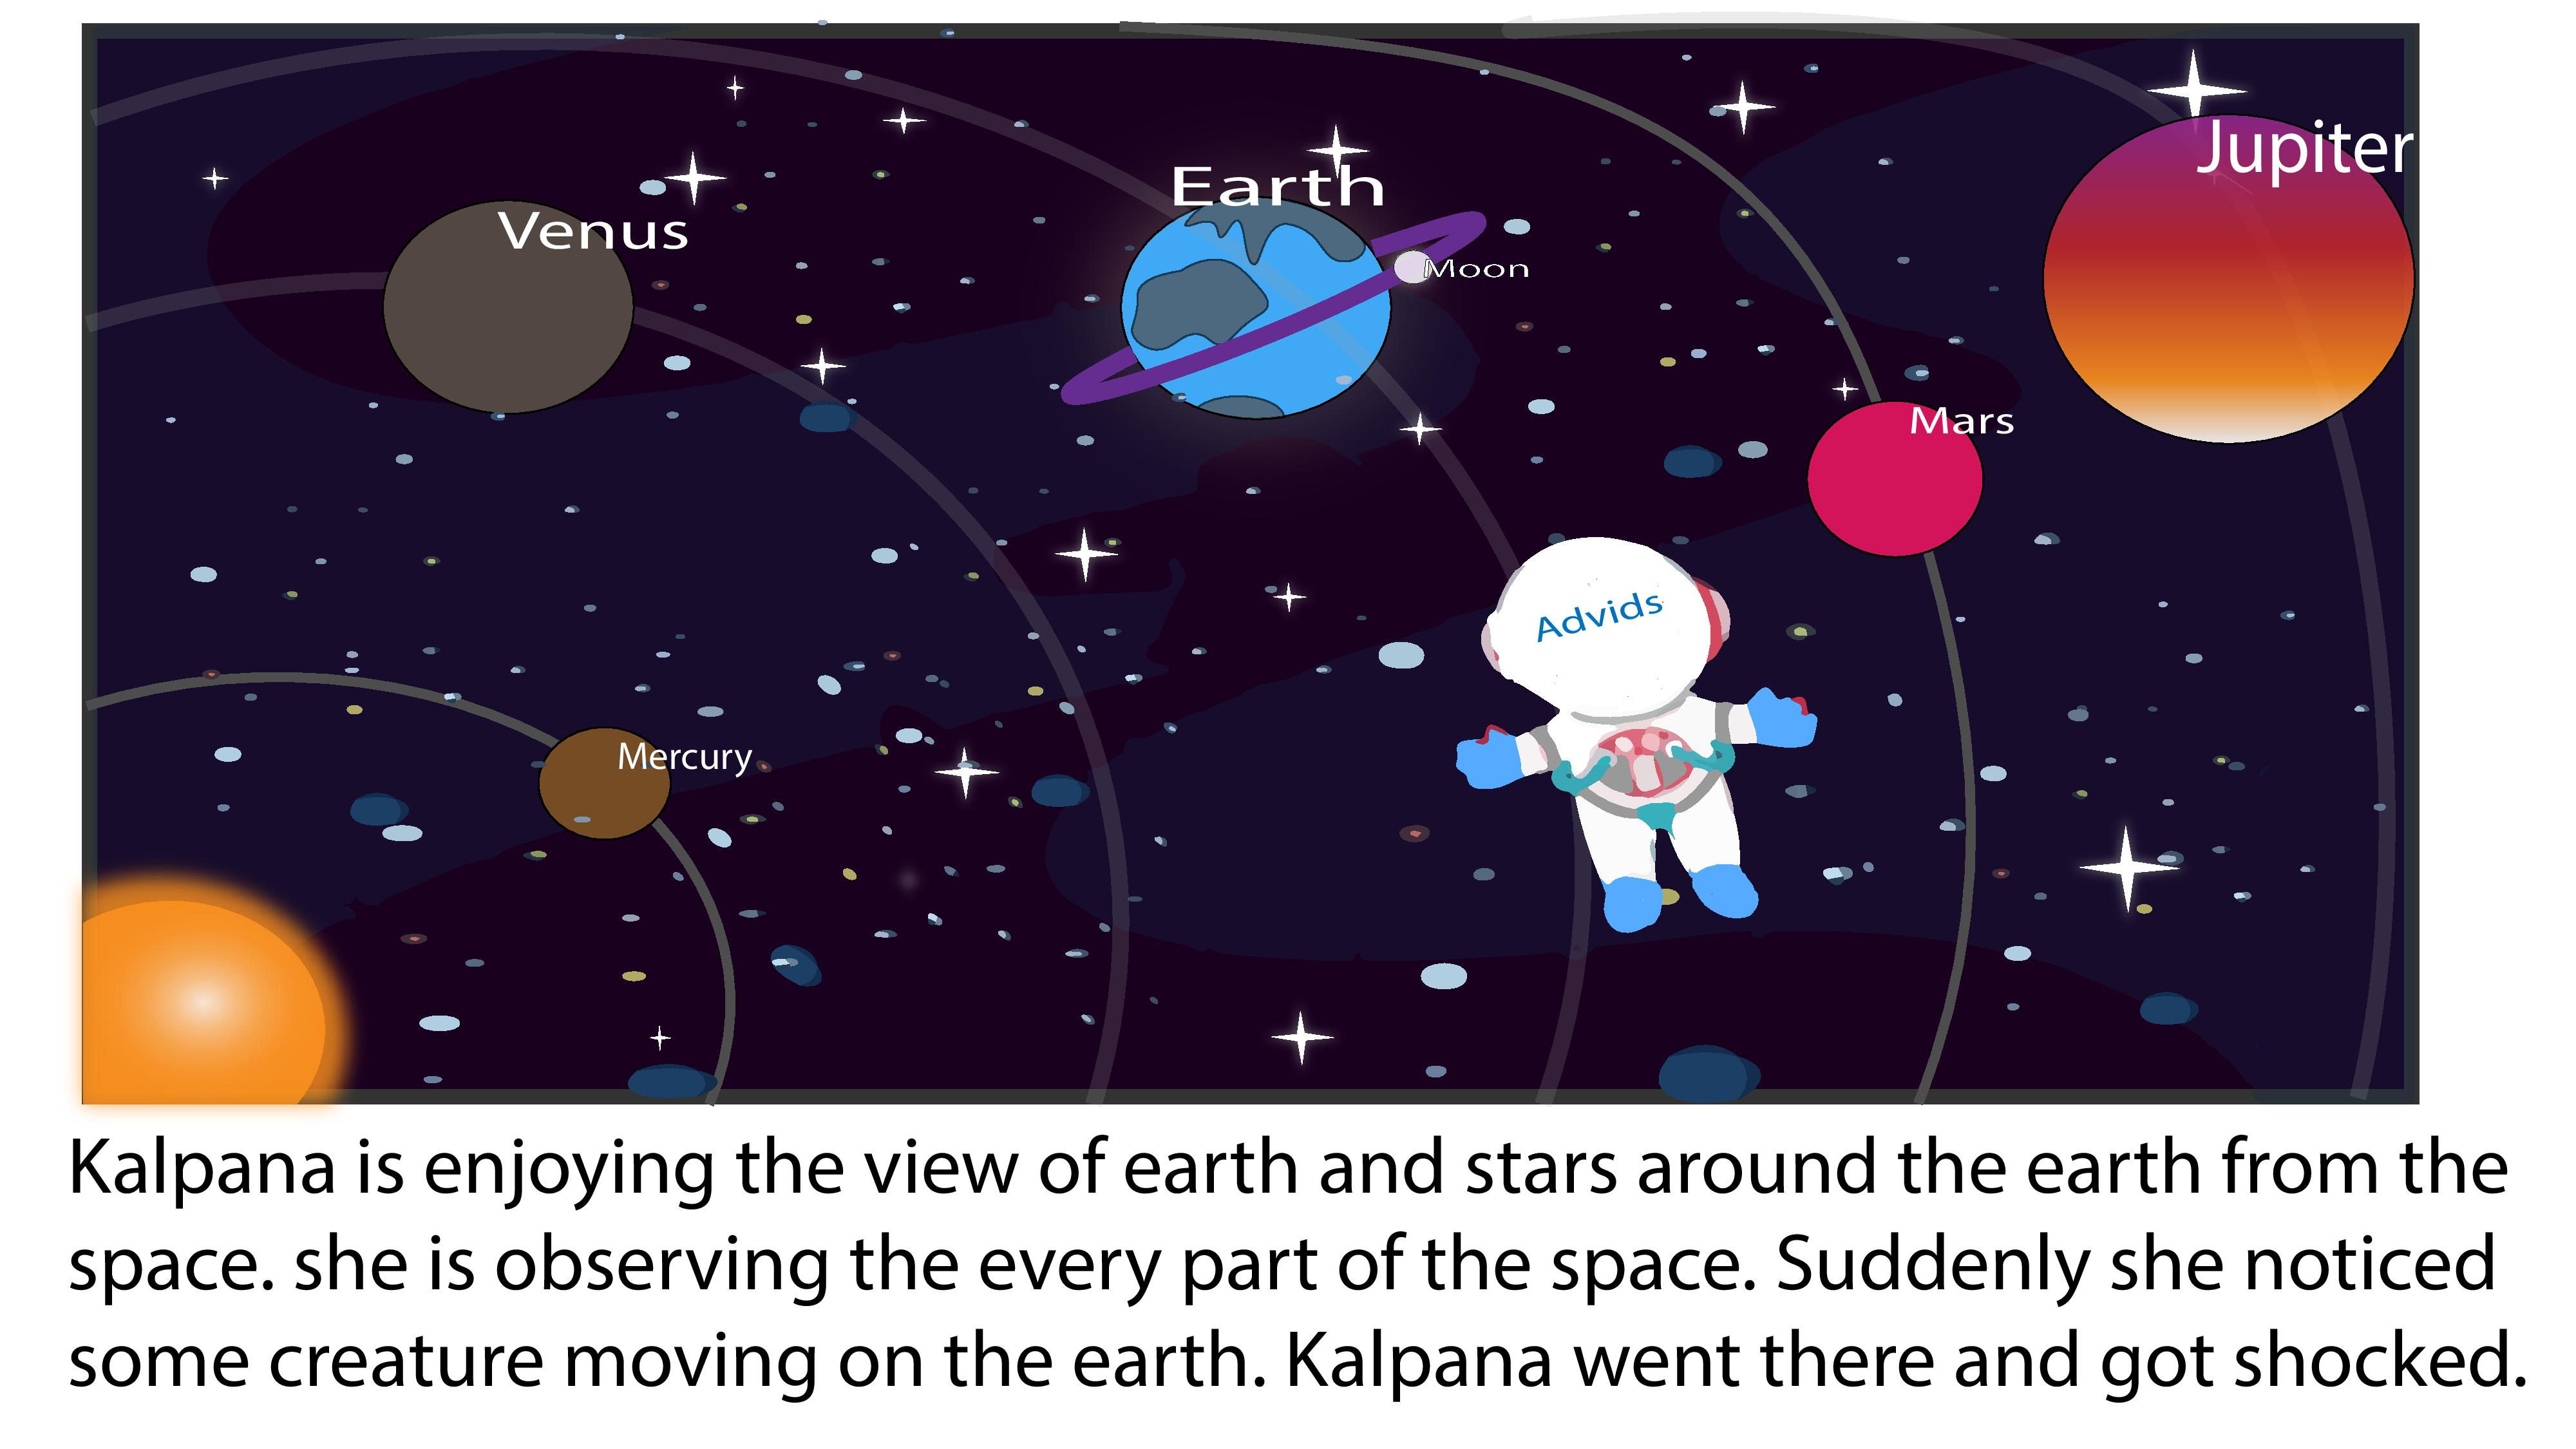 Jupiter
Earth
Venus
Moon
Mars
Advids
Mercury
Kalpana is enjoying the view of earth and stars around the earth from the
space. she is observing the every part of the space. Suddenly she noticed
some creature moving on the earth. Kalpana went there and got shocked.